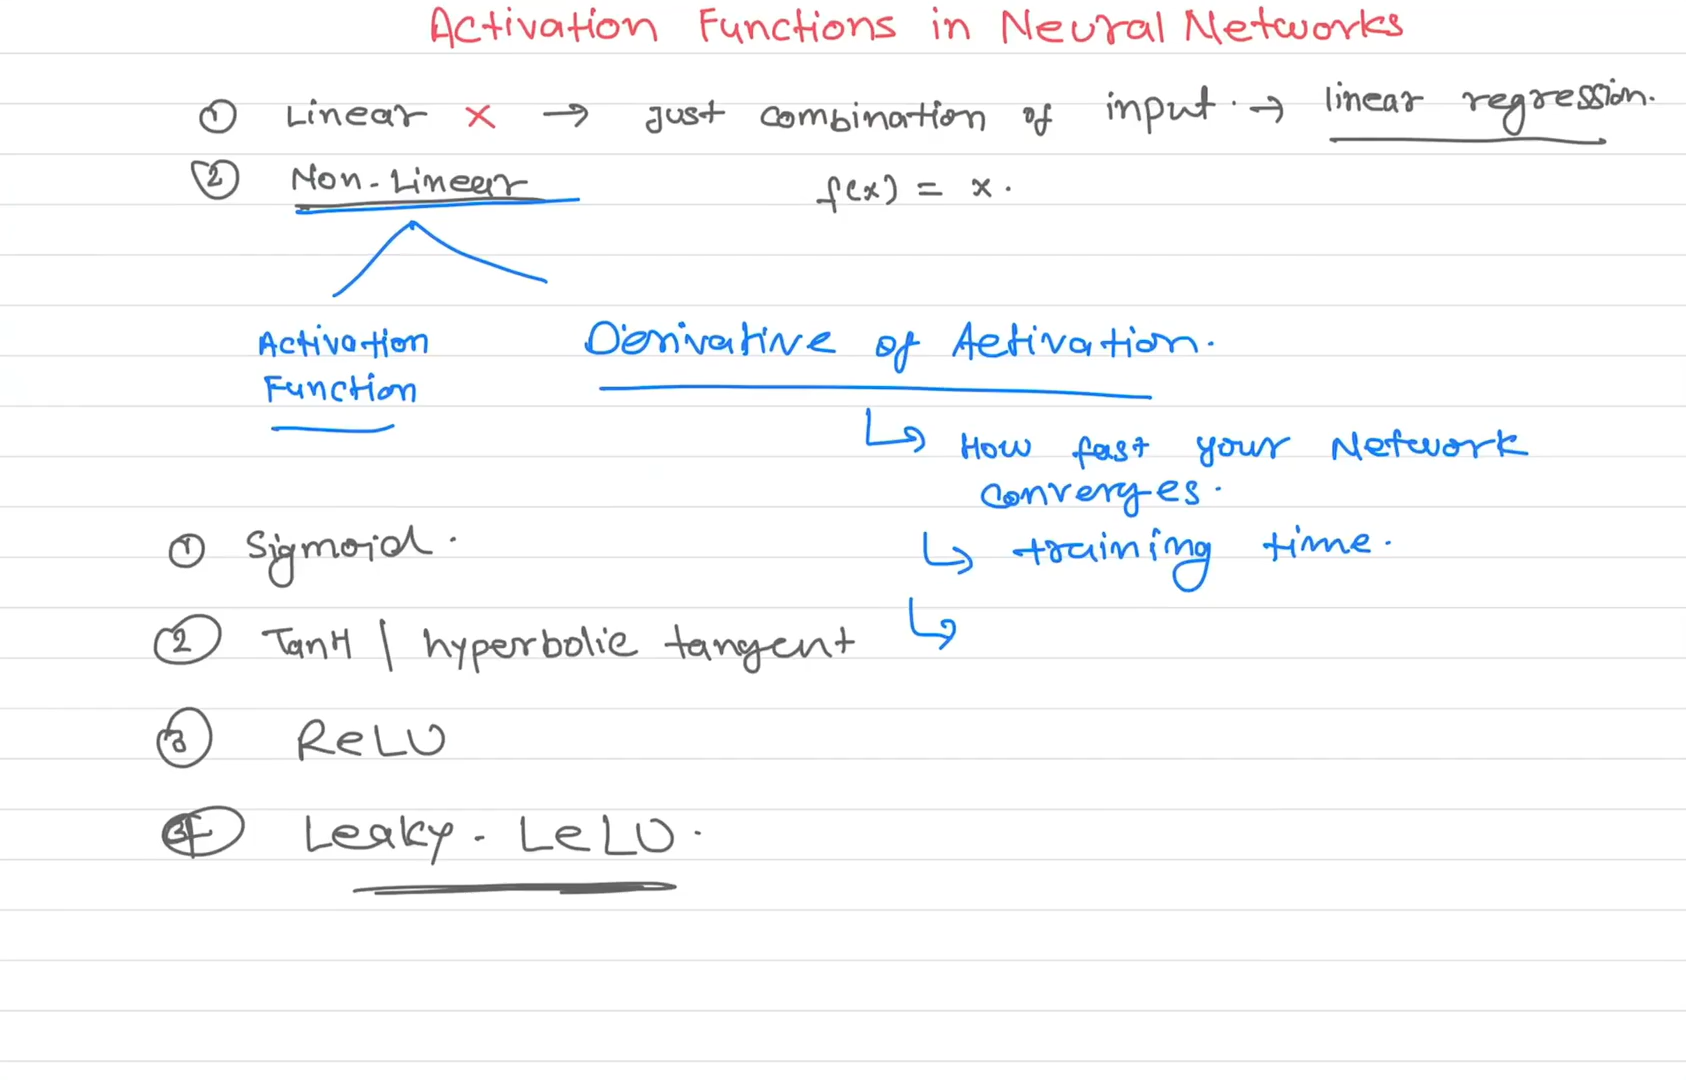 Activation Functions in Neural Networks
① Linear × → just combination of input. → linear regression.
② Non-Linear f(x) = x.
Activation Function
Derivative of Activation.
↳ How fast your Network converges.
↳ training time.
↳
① Sigmoid.
② TanH | hyperbolic tangent
③ ReLU
④ Leaky - LeLU.